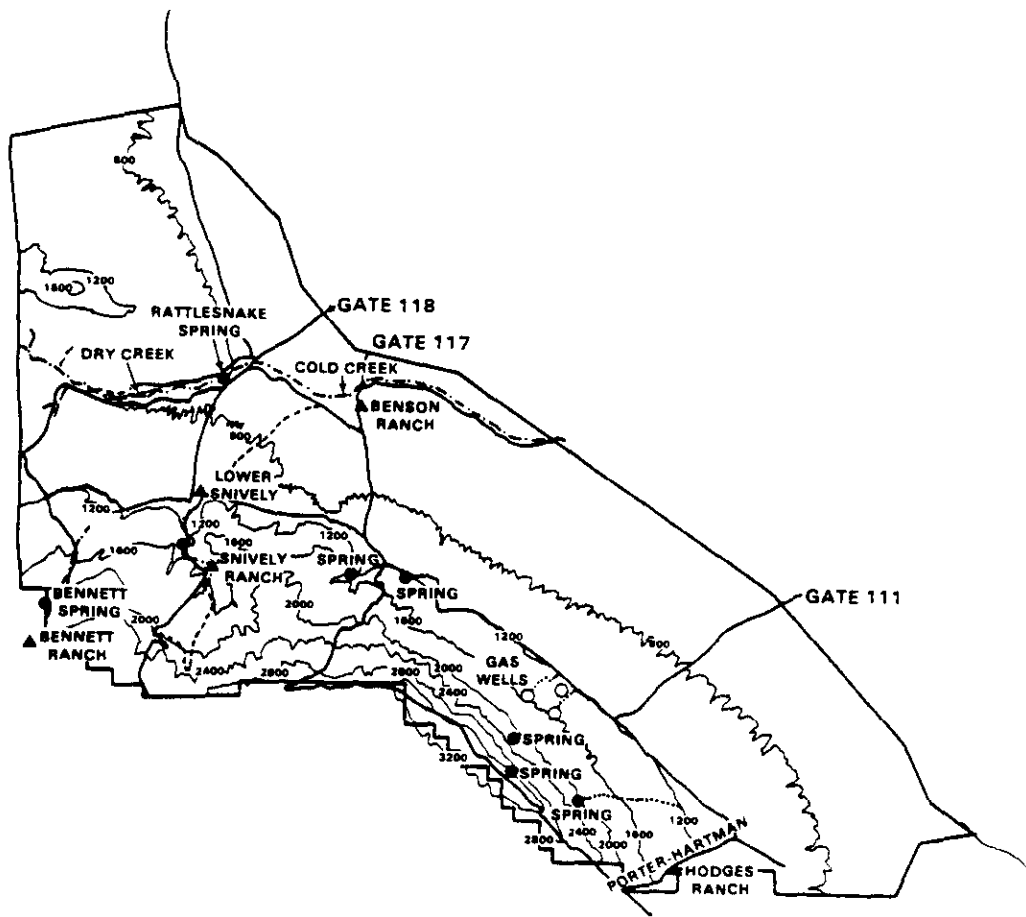 800
1600
1200
RATTLESNAKE
SPRING
GATE 118
GATE 117
DRY CREEK
COLD CREEK
BENSON
RANCH
800
LOWER
SNIVELY
1200
1200
1600
1600
1200
SPRING
SNIVELY
RANCH
SPRING
BENNETT
SPRING
2000
2000
1600
GATE 111
1200
BENNETT
RANCH
800
2400
2800
2800
2000
2400
GAS
WELLS
SPRING
3200
SPRING
SPRING
1200
2400
1600
2000
2800
PORTER-HARTMAN
HODGES
RANCH